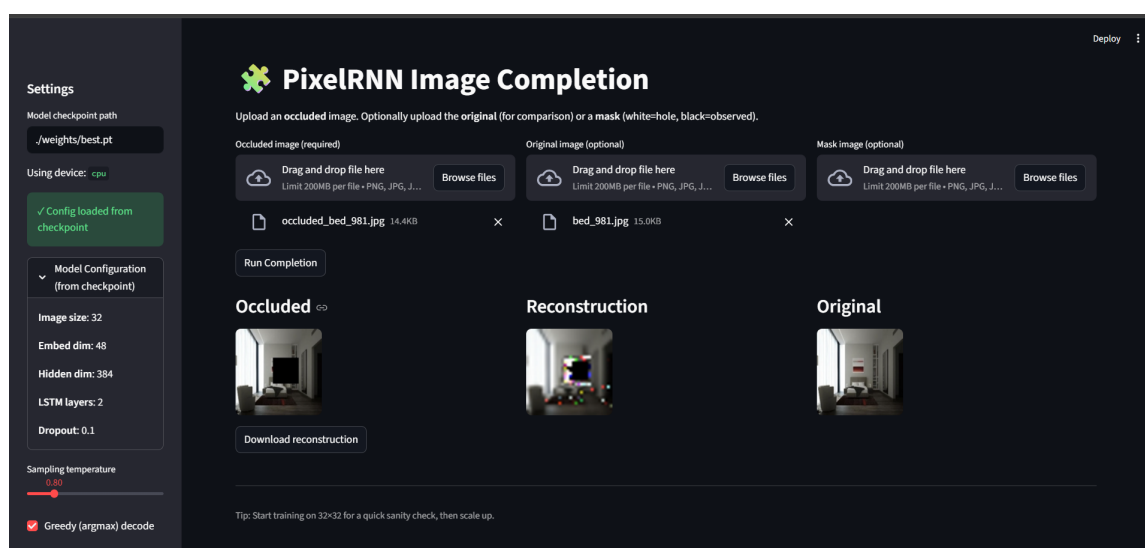 Deploy
Settings
Model checkpoint path
./weights/best.pt
Using device: cpu
✓ Config loaded from
checkpoint
Model Configuration
(from checkpoint)
Image size: 32
Embed dim: 48
Hidden dim: 384
LSTM layers: 2
Dropout: 0.1
Sampling temperature
0.80
Greedy (argmax) decode
PixelRNN Image Completion
Upload an occluded image. Optionally upload the original (for comparison) or a mask (white=hole, black=observed).
Occluded image (required)
Drag and drop file here
Limit 200MB per file • PNG, JPG, J...
Browse files
occluded_bed_981.jpg 14.4KB
Original image (optional)
Drag and drop file here
Limit 200MB per file • PNG, JPG, J...
Browse files
bed_981.jpg 15.0KB
Mask image (optional)
Drag and drop file here
Limit 200MB per file • PNG, JPG, J...
Browse files
Run Completion
Occluded
Reconstruction
Original
Download reconstruction
Tip: Start training on 32×32 for a quick sanity check, then scale up.